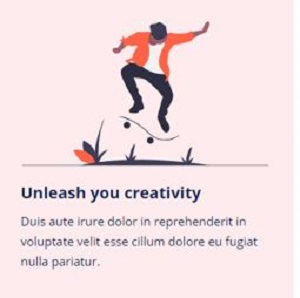 Unleash you creativity
Duis aute irure dolor in reprehenderit in
voluptate velit esse cillum dolore eu fugiat
nulla pariatur.